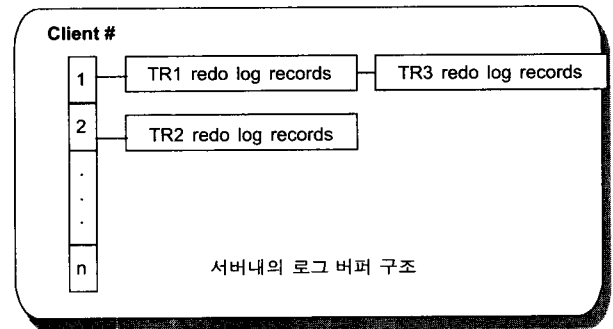 Client #
1 TR1 redo log records TR3 redo log records
2 TR2 redo log records
.
.
.
n 서버내의 로그 버퍼 구조